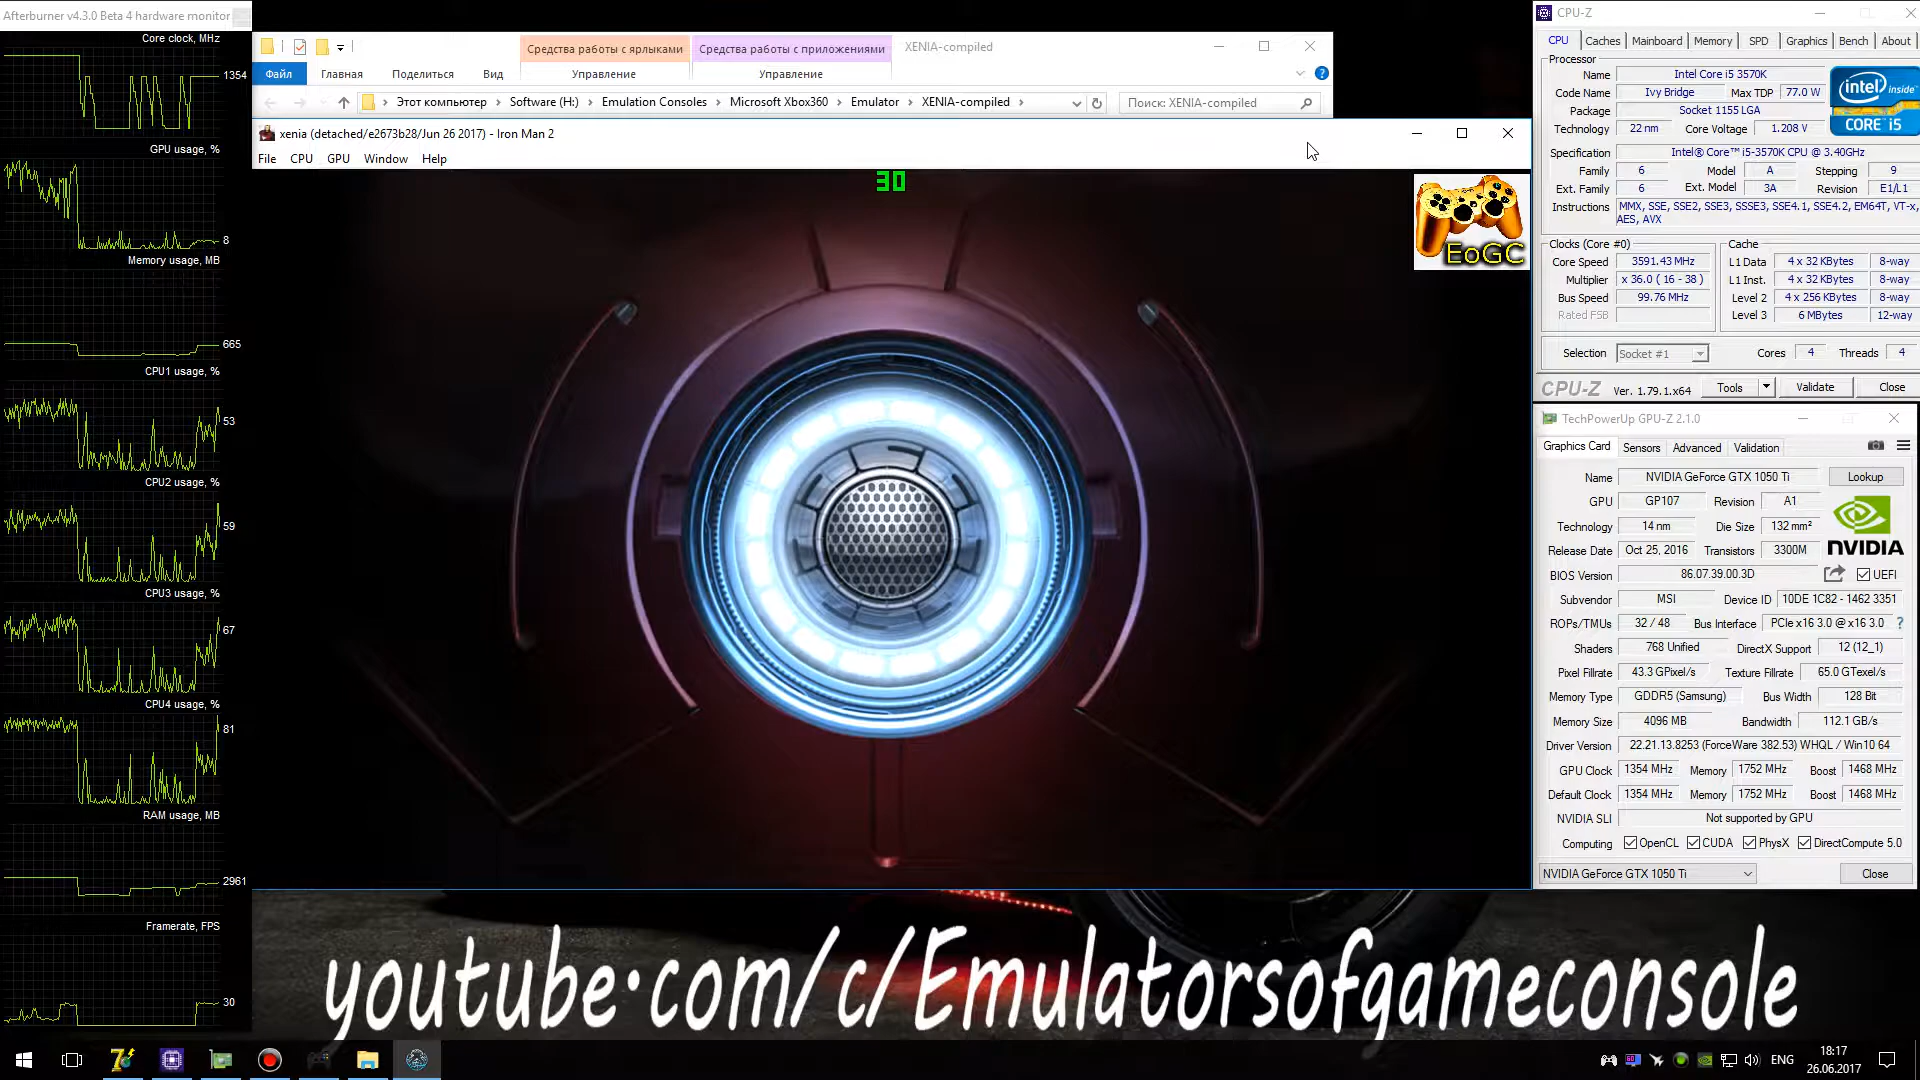 Afterburner v4.3.0 Beta 4 hardware monitor
Core clock, MHz
1354
GPU usage, %
8
Memory usage, MB
665
CPU1 usage, %
53
CPU2 usage, %
59
CPU3 usage, %
67
CPU4 usage, %
81
RAM usage, MB
2961
Framerate, FPS
30
Средства работы с ярлыками
Средства работы с приложениями
XENIA-compiled
Файл
Главная
Поделиться
Вид
Управление
Управление
Этот компьютер
Software (H:)
Emulation Consoles
Microsoft Xbox360
Emulator
XENIA-compiled
Поиск: XENIA-compiled
xenia (detached/e2673b28/Jun 26 2017) - Iron Man 2
File CPU GPU Window Help
30
EoGC
CPU-Z
CPU Caches Mainboard Memory SPD Graphics Bench About
Processor
Name Intel Core i5 3570K
Code Name Ivy Bridge Max TDP 77.0 W
Package Socket 1155 LGA
Technology 22 nm Core Voltage 1.208 V
intel inside
CORE i5
Specification Intel® Core™ i5-3570K CPU @ 3.40GHz
Family 6 Model A Stepping 9
Ext. Family 6 Ext. Model 3A Revision E1/L1
Instructions MMX, SSE, SSE2, SSE3, SSSE3, SSE4.1, SSE4.2, EM64T, VT-x,
AES, AVX
Clocks (Core #0)
Core Speed 3591.43 MHz
Multiplier x 36.0 ( 16 - 38 )
Bus Speed 99.76 MHz
Rated FSB
Cache
L1 Data 4 x 32 KBytes 8-way
L1 Inst. 4 x 32 KBytes 8-way
Level 2 4 x 256 KBytes 8-way
Level 3 6 MBytes 12-way
Selection Socket #1 Cores 4 Threads 4
CPU-Z Ver. 1.79.1.x64 Tools Validate Close
TechPowerUp GPU-Z 2.1.0
Graphics Card Sensors Advanced Validation
Name NVIDIA GeForce GTX 1050 Ti Lookup
GPU GP107 Revision A1
Technology 14 nm Die Size 132 mm²
Release Date Oct 25, 2016 Transistors 3300M
NVIDIA
BIOS Version 86.07.39.00.3D UEFI
Subvendor MSI Device ID 10DE 1C82 - 1462 3351
ROPs/TMUs 32 / 48 Bus Interface PCIe x16 3.0 @ x16 3.0 ?
Shaders 768 Unified DirectX Support 12 (12_1)
Pixel Fillrate 43.3 GPixel/s Texture Fillrate 65.0 GTexel/s
Memory Type GDDR5 (Samsung) Bus Width 128 Bit
Memory Size 4096 MB Bandwidth 112.1 GB/s
Driver Version 22.21.13.8253 (ForceWare 382.53) WHQL / Win10 64
GPU Clock 1354 MHz Memory 1752 MHz Boost 1468 MHz
Default Clock 1354 MHz Memory 1752 MHz Boost 1468 MHz
NVIDIA SLI Not supported by GPU
Computing OpenCL CUDA PhysX DirectCompute 5.0
NVIDIA GeForce GTX 1050 Ti Close
youtube.com/c/Emulatorsofgameconsole
ENG
18:17
26.06.2017